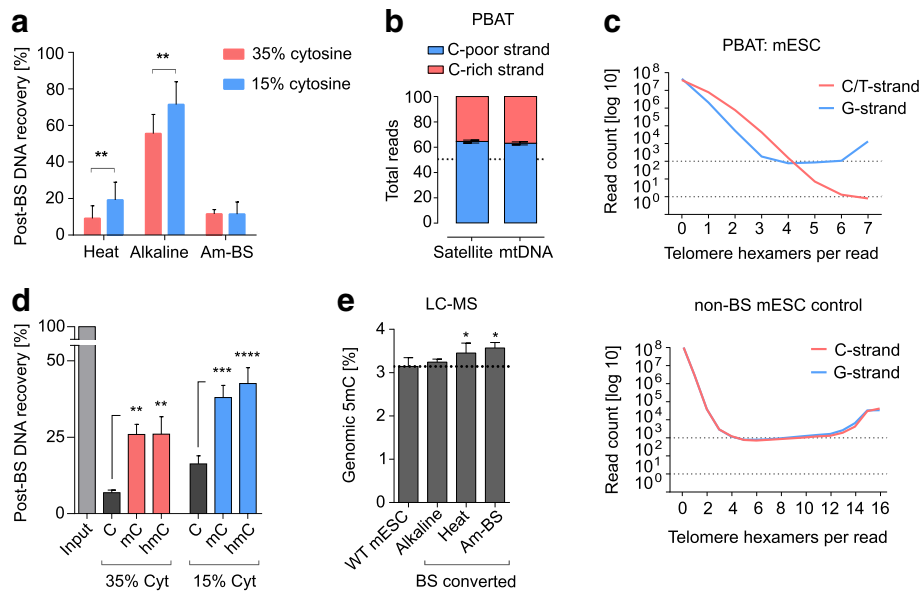 a
Post-BS DNA recovery [%]
100
80
60
40
20
0
35% cytosine
15% cytosine
**
**
Heat Alkaline Am-BS
b
PBAT
C-poor strand
C-rich strand
Total reads
100
80
60
40
20
0
Satellite mtDNA
c
PBAT: mESC
Read count [log 10]
10^8
10^7
10^6
10^5
10^4
10^3
10^2
10^1
10^0
C/T-strand
G-strand
0 1 2 3 4 5 6 7
Telomere hexamers per read
non-BS mESC control
Read count [log 10]
10^8
10^7
10^6
10^5
10^4
10^3
10^2
10^1
10^0
C-strand
G-strand
0 2 4 6 8 10 12 14 16
Telomere hexamers per read
d
Post-BS DNA recovery [%]
100
50
25
0
** ** *** ****
Input C mC hmC C mC hmC
35% Cyt 15% Cyt
e
LC-MS
Genomic 5mC [%]
4
3
2
1
0
* *
WT mESC Alkaline Heat Am-BS
BS converted